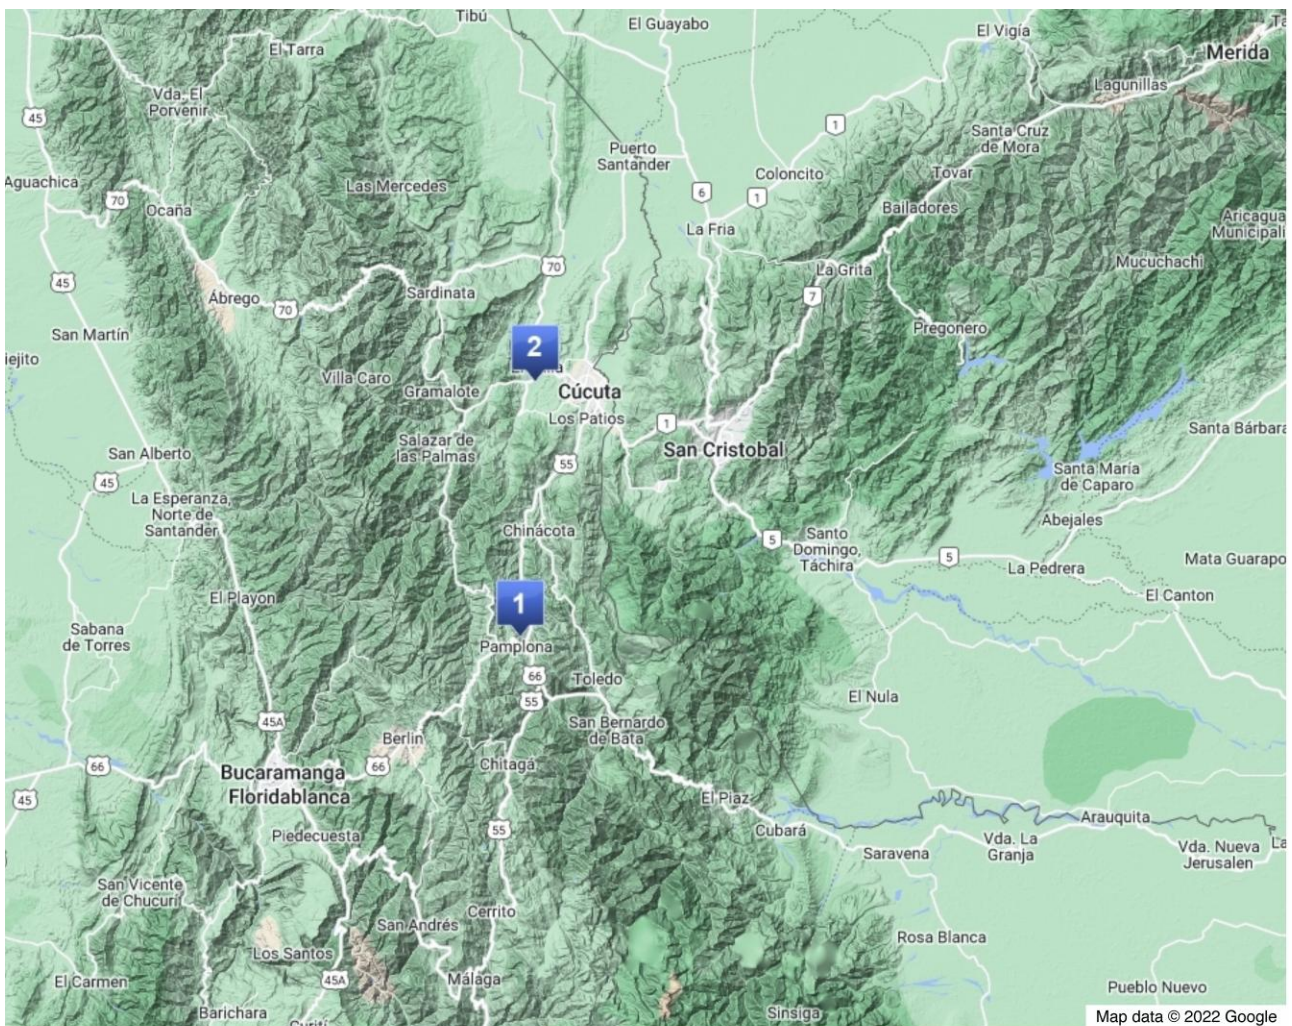 Tibú
El Guayabo
El Vigía
Ta
El Tarra
Merida
Lagunillas
Vda. El
Porvenir
45
1
Santa Cruz
de Mora
Puerto
Santander
Aguachica
Las Mercedes
Coloncito
Tovar
70
6
1
Ocaña
Bailadores
La Fria
Aricagua
Municipali
70
La Grita
Mucuchachi
45
Ábrego
70
Sardinata
7
San Martín
Pregonero
2
iejito
Villa Caro
Gramalote
Cúcuta
Los Patios
1
Santa Bárbara
Salazar de
las Palmas
San Cristobal
San Alberto
55
Santa María
de Caparo
45
La Esperanza,
Norte de
Santander
Chinácota
Abejales
5
Santo
Domingo,
Táchira
5
La Pedrera
Mata Guarapo
El Playon
1
El Canton
Sabana
de Torres
Pamplona
66
Toledo
55
El Nula
45A
San Bernardo
de Bata
Berlin
66
66
Chitagá
Bucaramanga
Floridablanca
45
El Piaz
Arauquita
Piedecuesta
55
Cubará
Vda. La
Granja
La
Saravena
Vda. Nueva
Jerusalen
San Vicente
de Chucurí
Cerrito
San Andrés
Rosa Blanca
Los Santos
El Carmen
45A
Málaga
Pueblo Nuevo
Barichara
Curití
Sinsiga
Map data © 2022 Google